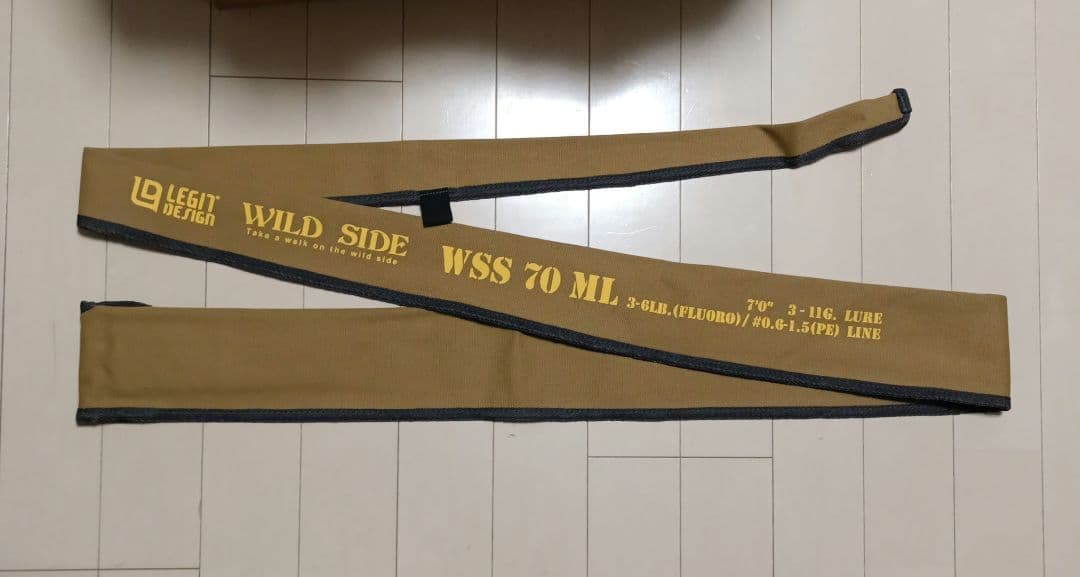 LEGIT
DESIGN
WILD SIDE
Take a walk on the wild side
WSS 70 ML
7'0" 3-11G. LURE
3-6LB.(FLUORO)/#0.6-1.5(PE) LINE